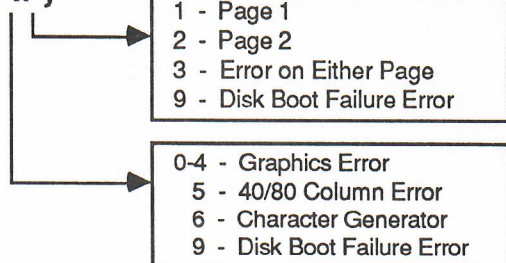 1 - Page 1
2 - Page 2
3 - Error on Either Page
9 - Disk Boot Failure Error
0-4 - Graphics Error
5 - 40/80 Column Error
6 - Character Generator
9 - Disk Boot Failure Error